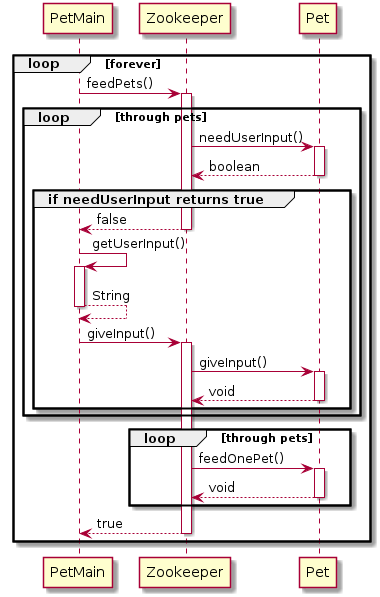 PetMain Zookeeper Pet
loop [forever]
feedPets()
loop [through pets]
needUserInput()
boolean
if needUserInput returns true
false
getUserInput()
String
giveInput()
giveInput()
void
loop [through pets]
feedOnePet()
void
true
PetMain Zookeeper Pet